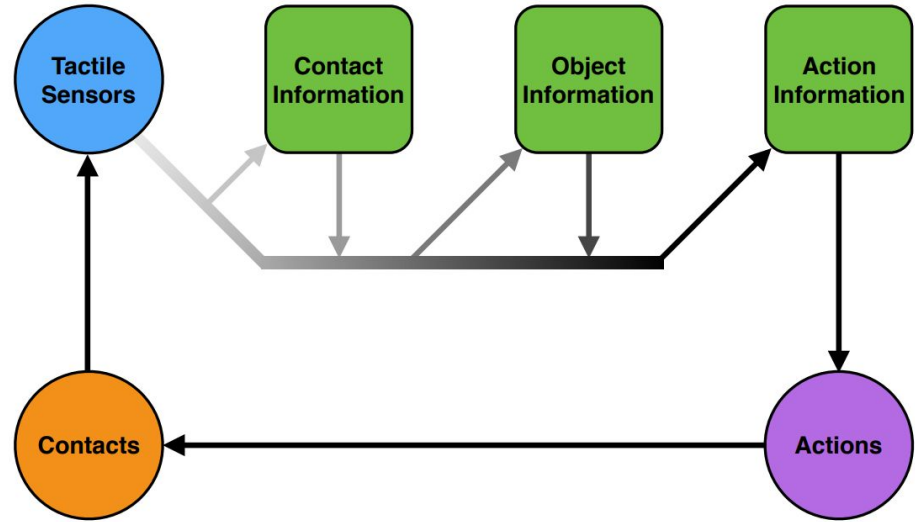 Tactile
Sensors
Contact
Information
Object
Information
Action
Information
Contacts
Actions